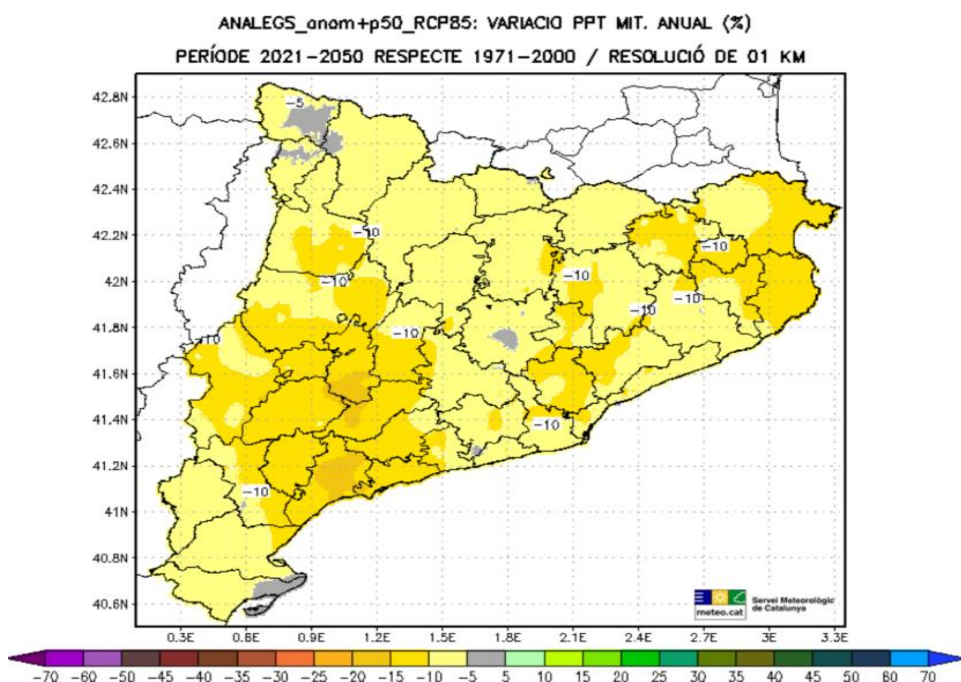 ANALEGS_anom+p50_RCP85: VARIACIO PPT MIT. ANUAL (%)
PERÍODE 2021-2050 RESPECTE 1971-2000 / RESOLUCIÓ DE 01 KM
42.8N
42.6N
42.4N
42.2N
42N
41.8N
41.6N
41.4N
41.2N
41N
40.8N
40.6N
-5
-10
-10
-10
-10
-10
-10
-10
-10
-10
-10
meteo.cat
Servei Meteorològic
de Catalunya
0.3E 0.6E 0.9E 1.2E 1.5E 1.8E 2.1E 2.4E 2.7E 3E 3.3E
-70 -60 -50 -45 -40 -35 -30 -25 -20 -15 -10 -5 5 10 15 20 25 30 35 40 45 50 60 70